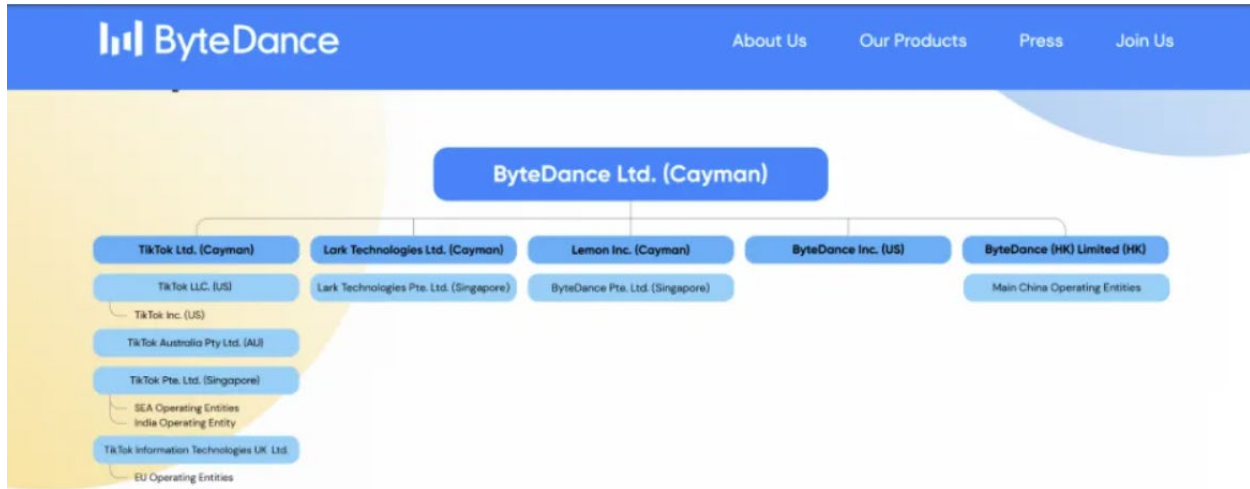 ByteDance
About Us Our Products Press Join Us
ByteDance Ltd. (Cayman)
TikTok Ltd. (Cayman) Lark Technologies Ltd. (Cayman) Lemon Inc. (Cayman) ByteDance Inc. (US) ByteDance (HK) Limited (HK)
TikTok LLC. (US) Lark Technologies Pte. Ltd. (Singapore) ByteDance Pte. Ltd. (Singapore) Main China Operating Entities
TikTok Inc. (US)
TikTok Australia Pty Ltd. (AU)
TikTok Pte. Ltd. (Singapore)
SEA Operating Entities
India Operating Entity
TikTok Information Technologies UK Ltd.
EU Operating Entities